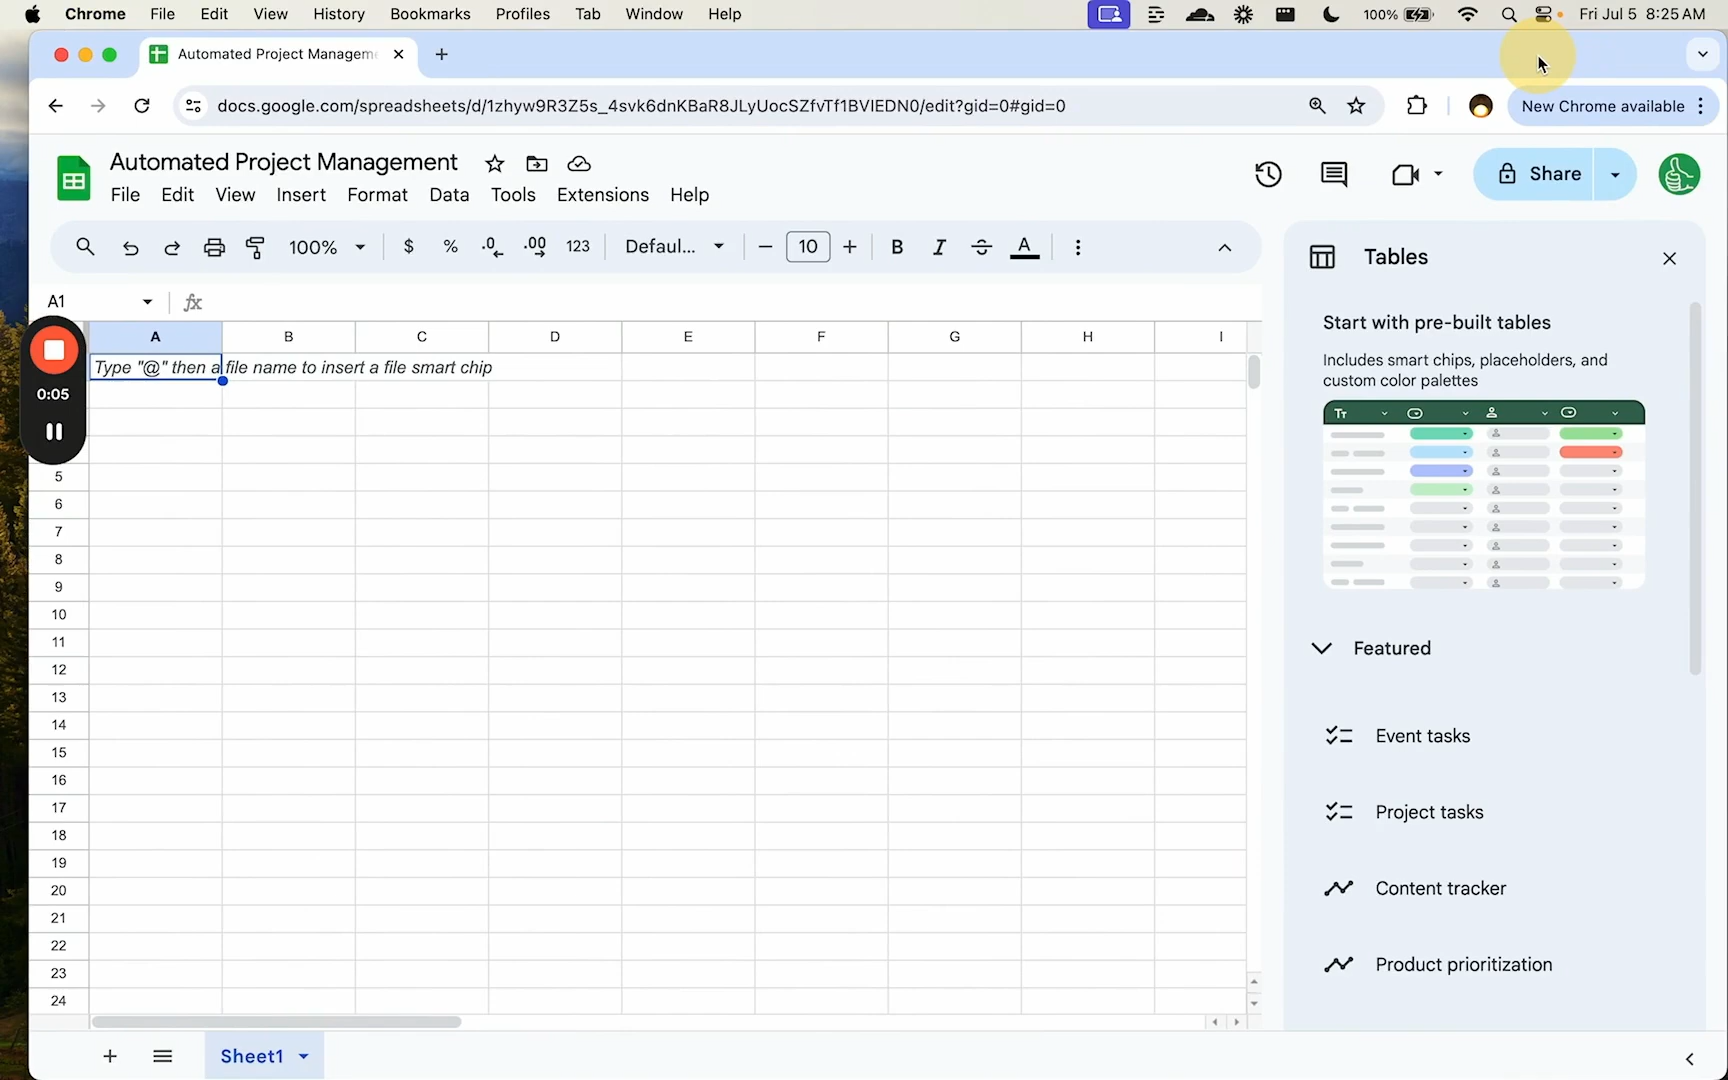 Chrome File Edit View History Bookmarks Profiles Tab Window Help 100% Fri Jul 5 8:25 AM
Automated Project Managem
docs.google.com/spreadsheets/d/1zhyw9R3Z5s_4svk6dnKBaR8JLyUocSZfvTf1BVIEDN0/edit?gid=0#gid=0 New Chrome available
Automated Project Management
File Edit View Insert Format Data Tools Extensions Help
Share
100% $ % .0 .00 123 Defaul... 10 B I S A
Tables
A1 fx
A B C D E F G H I
Type "@" then a file name to insert a file smart chip
0:05
5
6
7
8
9
10
11
12
13
14
15
16
17
18
19
20
21
22
23
24
Start with pre-built tables
Includes smart chips, placeholders, and
custom color palettes
Tт
Featured
Event tasks
Project tasks
Content tracker
Product prioritization
Sheet1